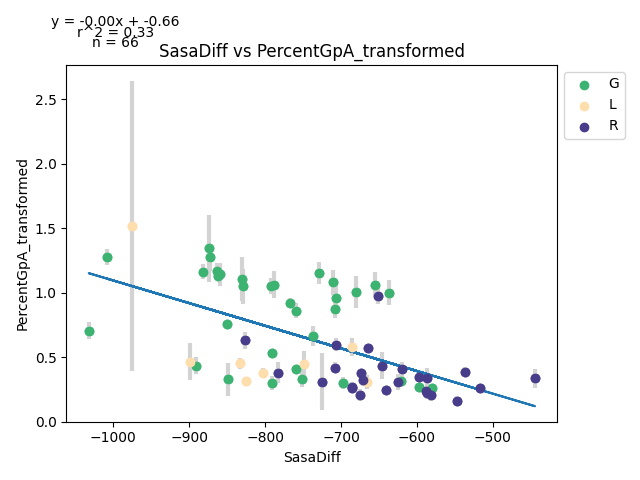 y = -0.00x + -0.66
r^2 = 0.33
n = 66
SasaDiff vs PercentGpA_transformed
G
L
R
2.5
2.0
1.5
1.0
0.5
0.0
PercentGpA_transformed
−1000
−900
−800
−700
−600
−500
SasaDiff